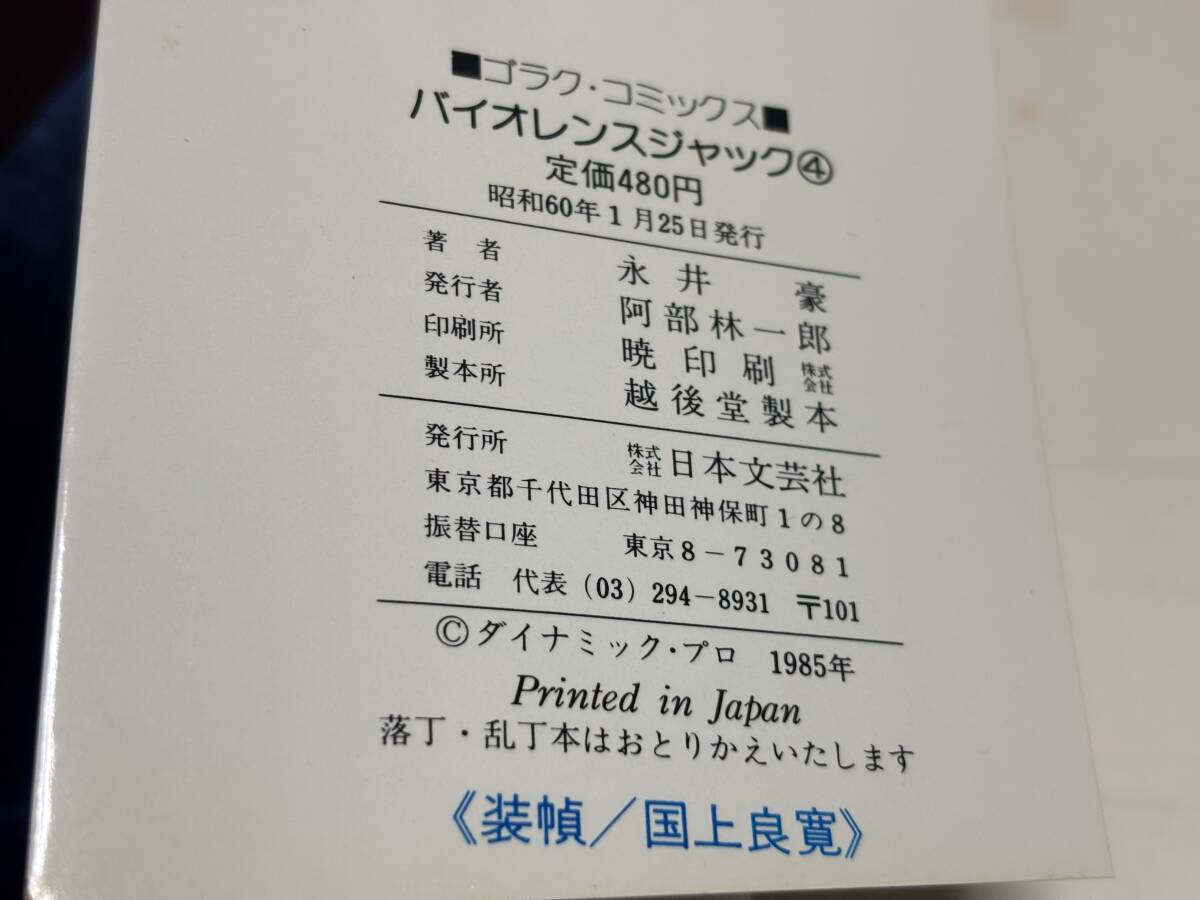 ■ゴラク・コミックス■
バイオレンスジャック④
定価480円
昭和60年1月25日発行
著者 永井豪
発行者 阿部林一郎
印刷所 暁印刷株式会社
製本所 越後堂製本
発行所 株式会社日本文芸社
東京都千代田区神田神保町1の8
振替口座 東京8-73081
電話 代表(03)294-8931 〒101
©ダイナミック・プロ 1985年
Printed in Japan
落丁・乱丁本はおとりかえいたします
《装幀/国上良寛》